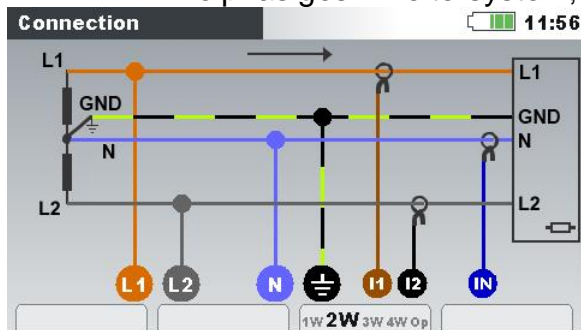 Connection 11:56
L1
L1
GND
GND
N
N
L2
L2
L1 L2 N I1 I2 IN
1W 2W 3W 4W Op